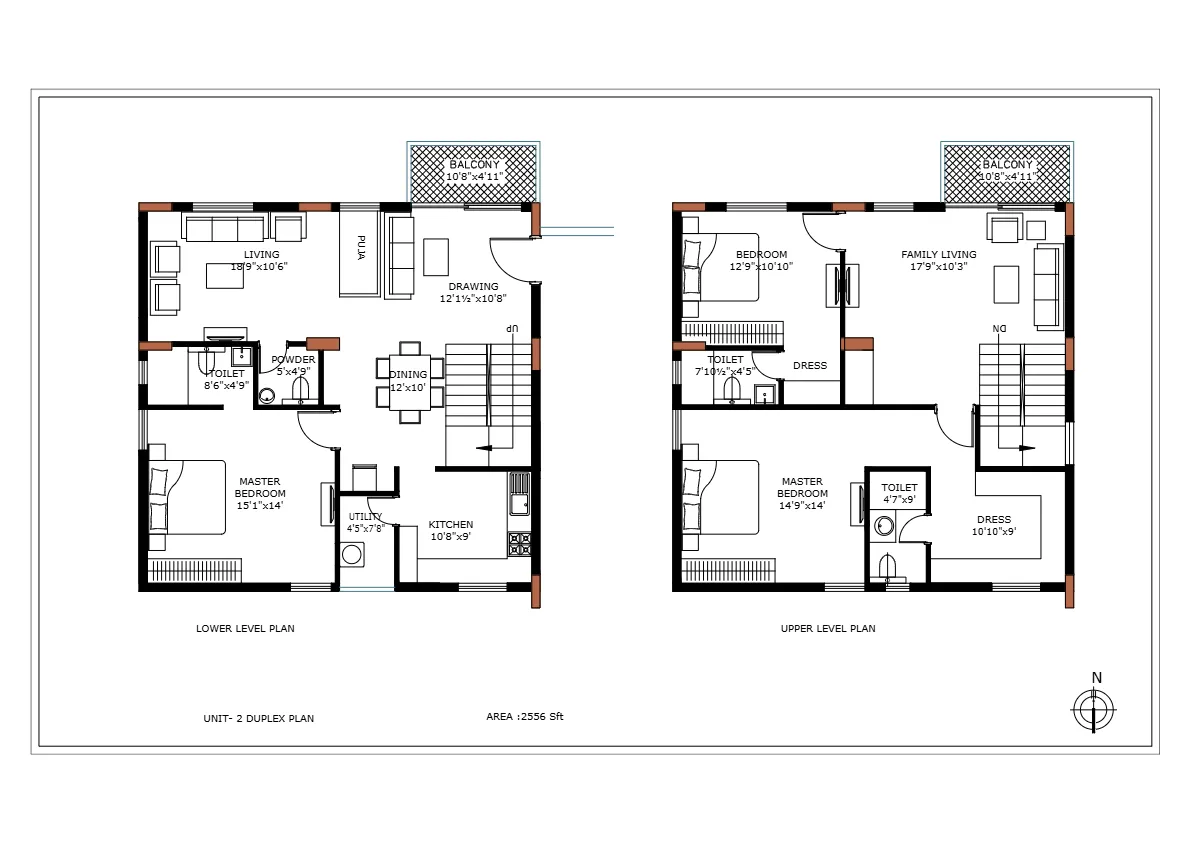 BALCONY
10'8"x4'11"
LIVING
18'9"x10'6"
PUJA
DRAWING
12'1½"x10'8"
UP
POWDER
5'x4'9"
TOILET
8'6"x4'9"
DINING
12'x10'
MASTER
BEDROOM
15'1"x14'
UTILITY
4'5"x7'8"
KITCHEN
10'8"x9'
LOWER LEVEL PLAN
BALCONY
10'8"x4'11"
BEDROOM
12'9"x10'10"
FAMILY LIVING
17'9"x10'3"
DN
TOILET
7'10½"x4'5"
DRESS
MASTER
BEDROOM
14'9"x14'
TOILET
4'7"x9'
DRESS
10'10"x9'
UPPER LEVEL PLAN
UNIT- 2 DUPLEX PLAN
AREA :2556 Sft
N